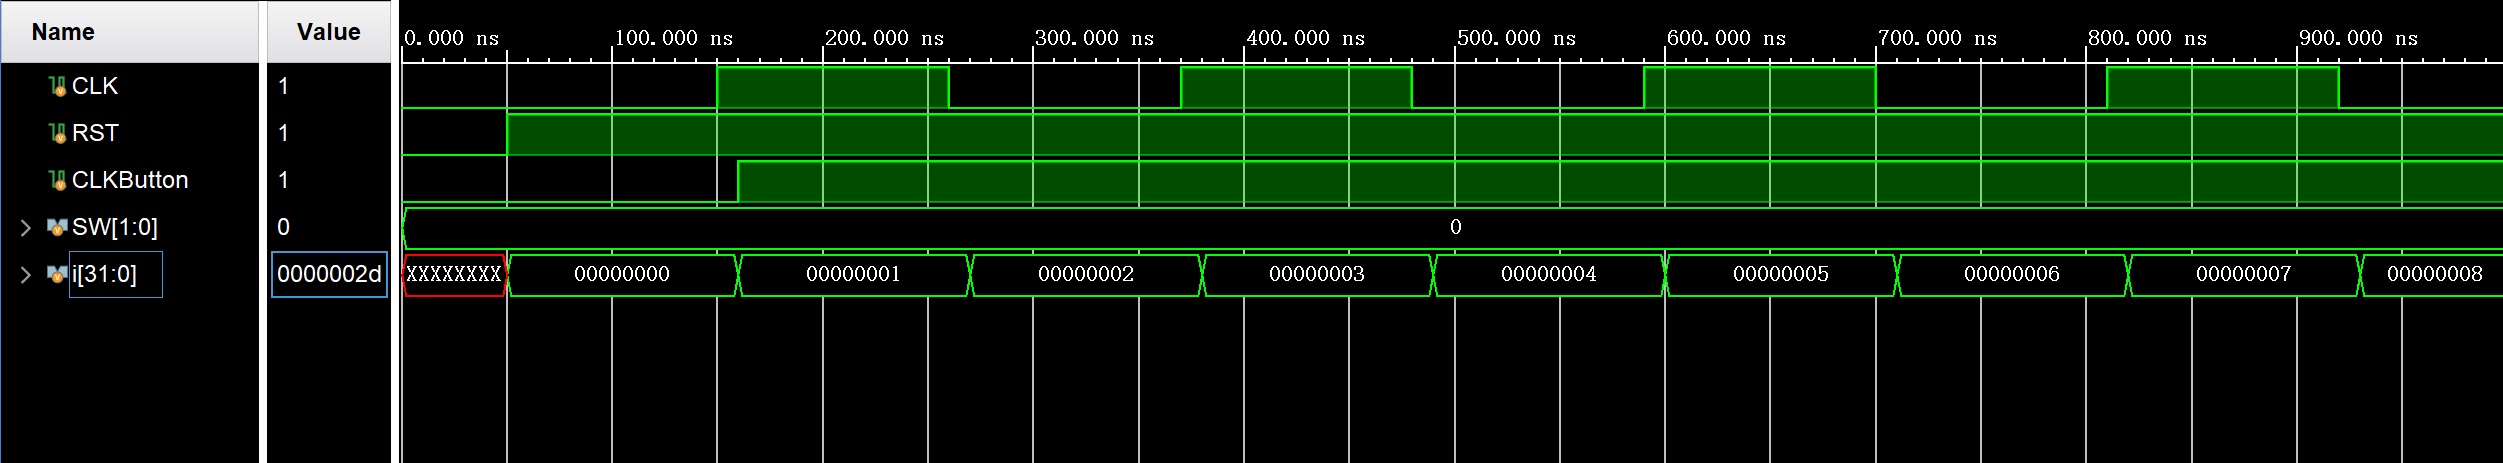 Name Value
0.000 ns 100.000 ns 200.000 ns 300.000 ns 400.000 ns 500.000 ns 600.000 ns 700.000 ns 800.000 ns 900.000 ns
CLK 1
RST 1
CLKButton 1
SW[1:0] 0 0
i[31:0] 0000002d XXXXXXXX 00000000 00000001 00000002 00000003 00000004 00000005 00000006 00000007 00000008